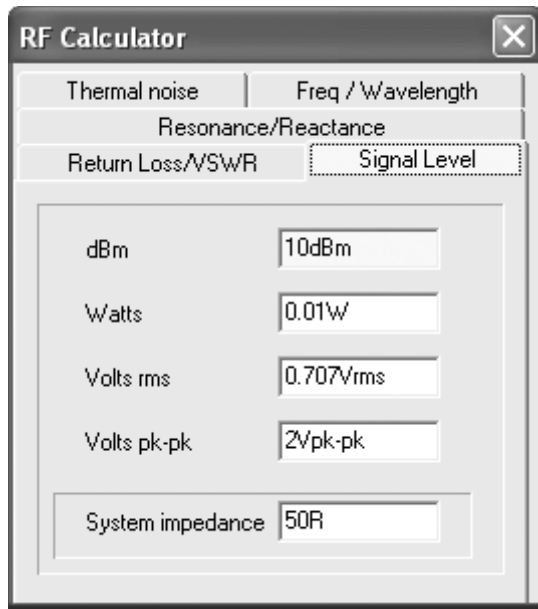 RF Calculator
Thermal noise Freq / Wavelength
Resonance/Reactance
Return Loss/VSWR Signal Level
dBm 10dBm
Watts 0.01W
Volts rms 0.707Vrms
Volts pk-pk 2Vpk-pk
System impedance 50R